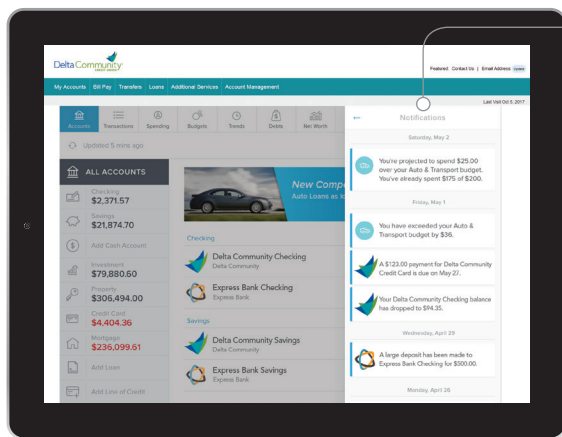 Delta Community
CREDIT UNION
Featured Contact Us | Email Address Update
My Accounts Bill Pay Transfers Loans Additional Services Account Management
Last Visit Oct 5, 2017
Accounts Transactions Spending Budgets Trends Debts Net Worth
Updated 5 mins ago
ALL ACCOUNTS
Checking
$2,371.57
Savings
$21,874.70
Add Cash Account
Investment
$79,880.60
Property
$306,494.00
Credit Card
$4,404.36
Mortgage
$236,099.61
Add Loan
Add Line of Credit
New Comp
Auto Loans as lo
Checking
Delta Community Checking
Delta Community
Express Bank Checking
Express Bank
Savings
Delta Community Savings
Delta Community
Express Bank Savings
Express Bank
Notifications
Saturday, May 2
You're projected to spend $25.00
over your Auto & Transport budget.
You've already spent $175 of $200.
Friday, May 1
You have exceeded your Auto &
Transport budget by $36.
A $123.00 payment for Delta Community
Credit Card is due on May 27.
Your Delta Community Checking balance
has dropped to $94.35.
Wednesday, April 29
A large deposit has been made to
Express Bank Checking for $500.00.
Monday, April 26